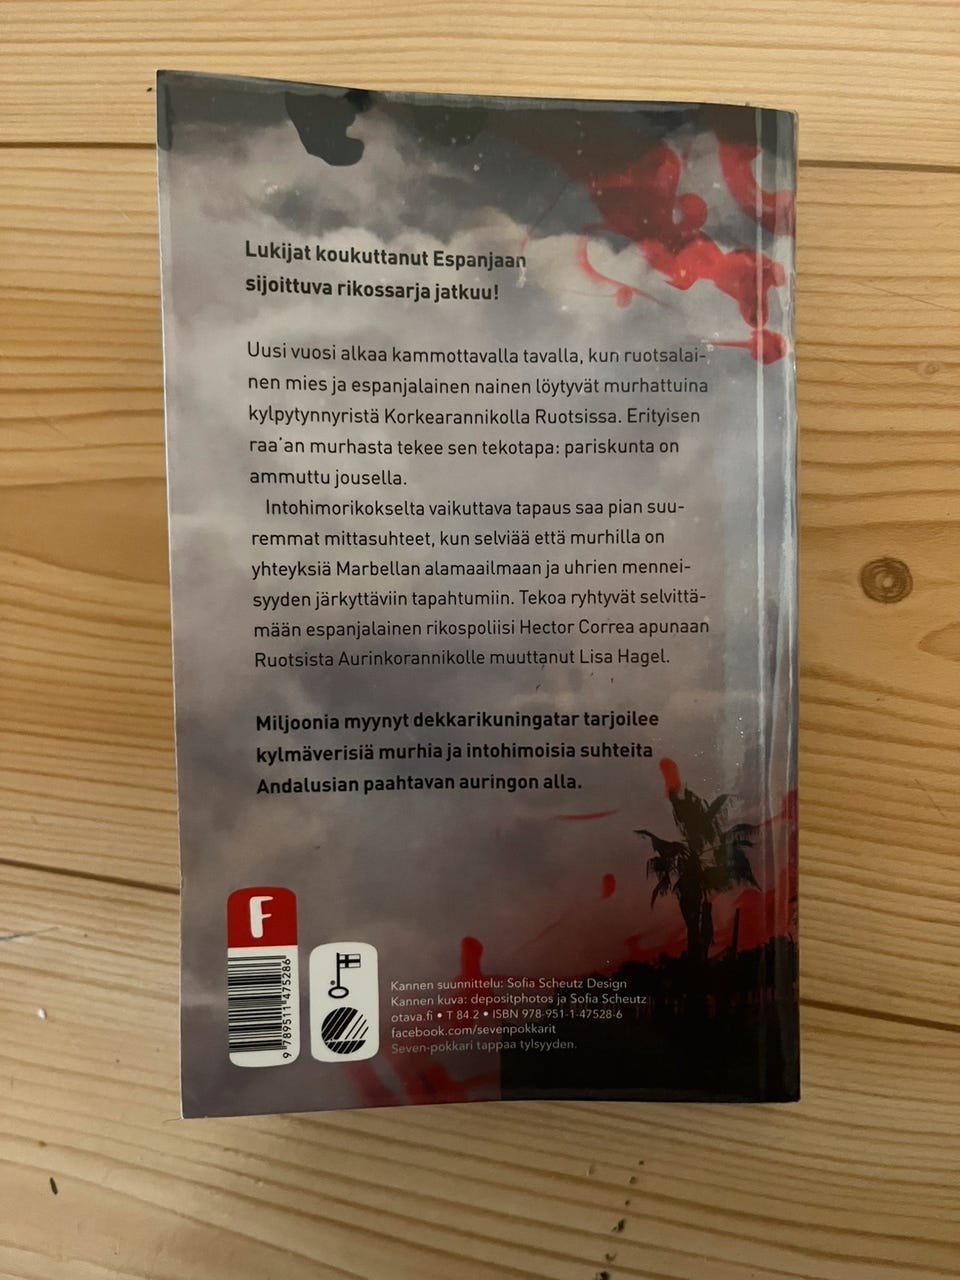 Lukijat koukuttanut Espanjaan
sijoittuva rikossarja jatkuu!
Uusi vuosi alkaa kammottavalla tavalla, kun ruotsalai-
nen mies ja espanjalainen nainen löytyvät murhattuina
kylpytynnyristä Korkearannikolla Ruotsissa. Erityisen
raa'an murhasta tekee sen tekotapa: pariskunta on
ammuttu jousella.
Intohimorikokselta vaikuttava tapaus saa pian suu-
remmat mittasuhteet, kun selviää että murhilla on
yhteyksiä Marbellan alamaailmaan ja uhrien mennei-
syyden järkyttäviin tapahtumiin. Tekoa ryhtyvät selvittä-
mään espanjalainen rikospoliisi Hector Correa apunaan
Ruotsista Aurinkorannikolle muuttanut Lisa Hagel.
Miljoonia myynyt dekkarikuningatar tarjoilee
kylmäverisiä murhia ja intohimoisia suhteita
Andalusian paahtavan auringon alla.
F
9 789511 475286
Kannen suunnittelu: Sofia Scheutz Design
Kannen kuva: depositphotos ja Sofia Scheutz
otava.fi • T 84.2 • ISBN 978-951-1-47528-6
facebook.com/sevenpokkarit
Seven-pokkari tappaa tylsyyden.